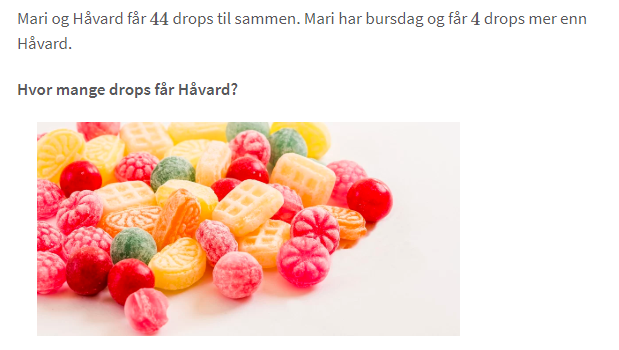 Mari og Håvard får 44 drops til sammen. Mari har bursdag og får 4 drops mer enn
Håvard.
Hvor mange drops får Håvard?